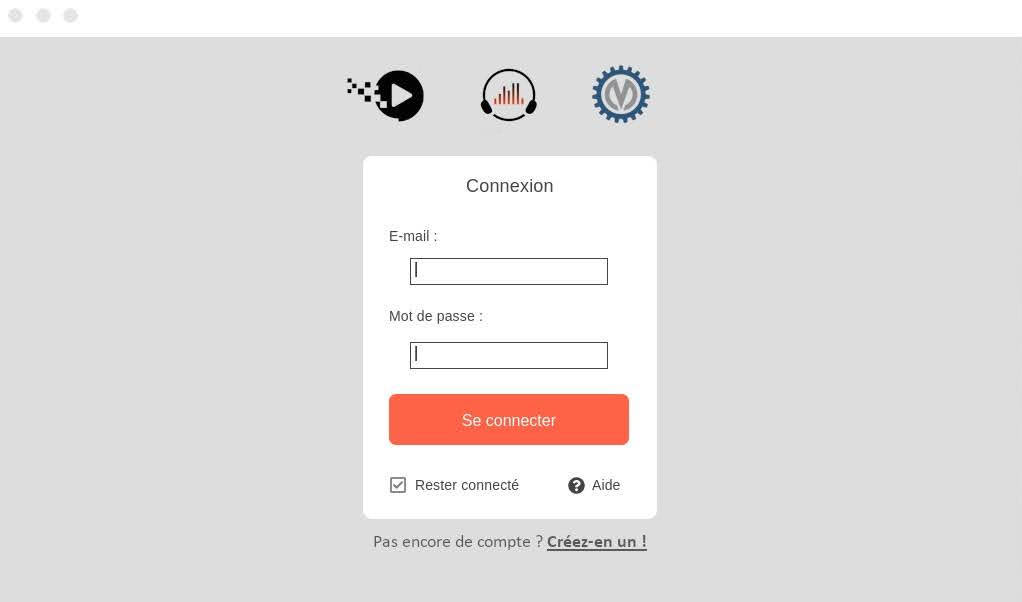 Connexion
E-mail :
Mot de passe :
Se connecter
Rester connecté
Aide
Pas encore de compte ? Créez-en un !